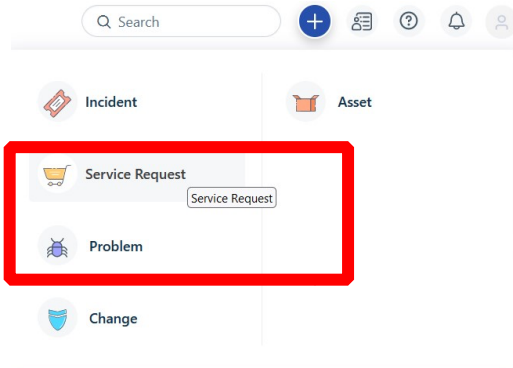 Search
Incident
Asset
Service Request
Service Request
Problem
Change